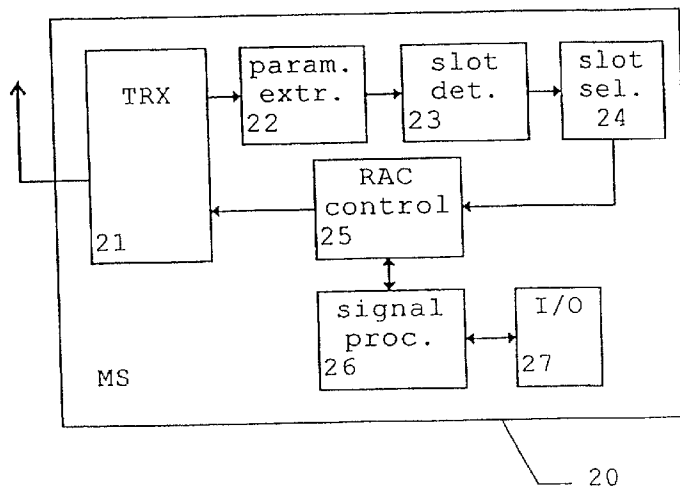 TRX
21
param.
extr.
22
slot
det.
23
slot
sel.
24
RAC
control
25
signal
proc.
26
I/O
27
MS
20